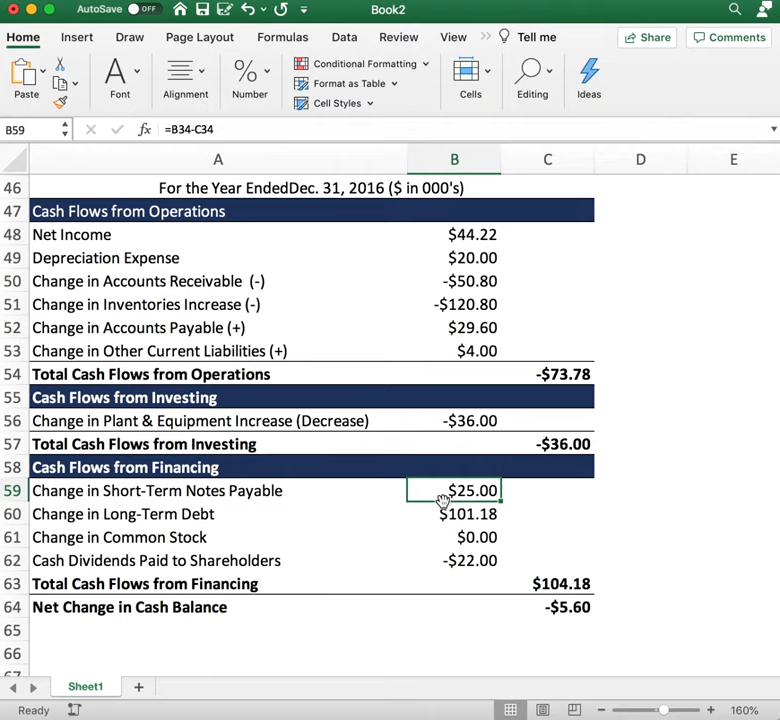 AutoSave OFF Book2
Home Insert Draw Page Layout Formulas Data Review View Tell me Share Comments
Paste Font Alignment Number Conditional Formatting Format as Table Cell Styles Cells Editing Ideas
B59 fx =B34-C34
A B C D E
46 For the Year EndedDec. 31, 2016 ($ in 000's)
47 Cash Flows from Operations
48 Net Income $44.22
49 Depreciation Expense $20.00
50 Change in Accounts Receivable (-) -$50.80
51 Change in Inventories Increase (-) -$120.80
52 Change in Accounts Payable (+) $29.60
53 Change in Other Current Liabilities (+) $4.00
54 Total Cash Flows from Operations -$73.78
55 Cash Flows from Investing
56 Change in Plant & Equipment Increase (Decrease) -$36.00
57 Total Cash Flows from Investing -$36.00
58 Cash Flows from Financing
59 Change in Short-Term Notes Payable $25.00
60 Change in Long-Term Debt $101.18
61 Change in Common Stock $0.00
62 Cash Dividends Paid to Shareholders -$22.00
63 Total Cash Flows from Financing $104.18
64 Net Change in Cash Balance -$5.60
65
66
67
Sheet1
Ready 160%